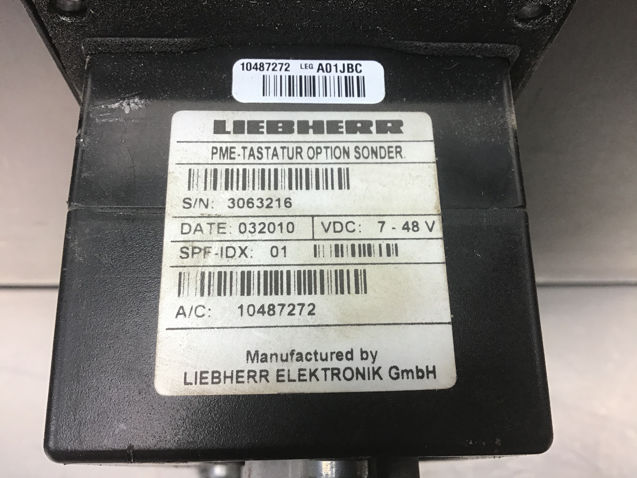 10487272 LEG A01JBC
LIEBHERR
PME-TASTATUR OPTION SONDER
S/N: 3063216
DATE: 032010 VDC: 7 - 48 V
SPF-IDX: 01
A/C: 10487272
Manufactured by
LIEBHERR ELEKTRONIK GmbH